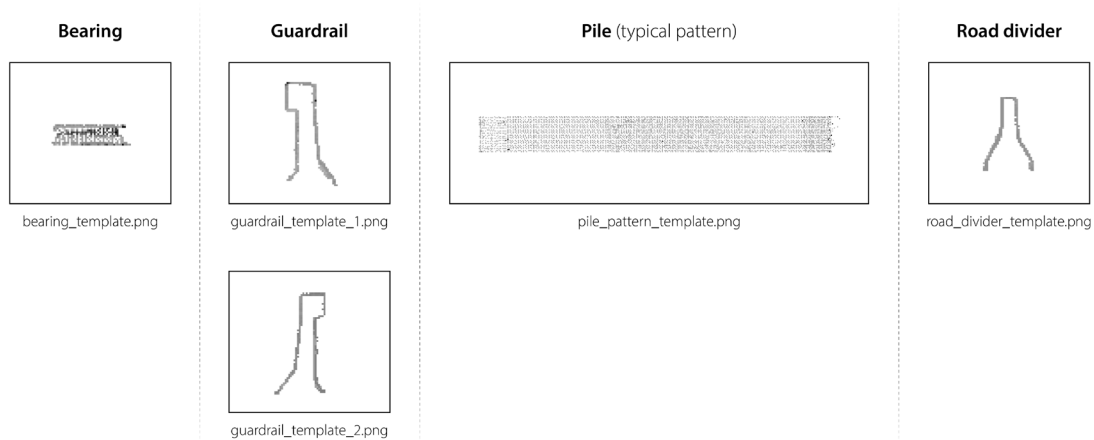 Bearing
Guardrail
Pile (typical pattern)
Road divider
bearing_template.png
guardrail_template_1.png
pile_pattern_template.png
road_divider_template.png
guardrail_template_2.png